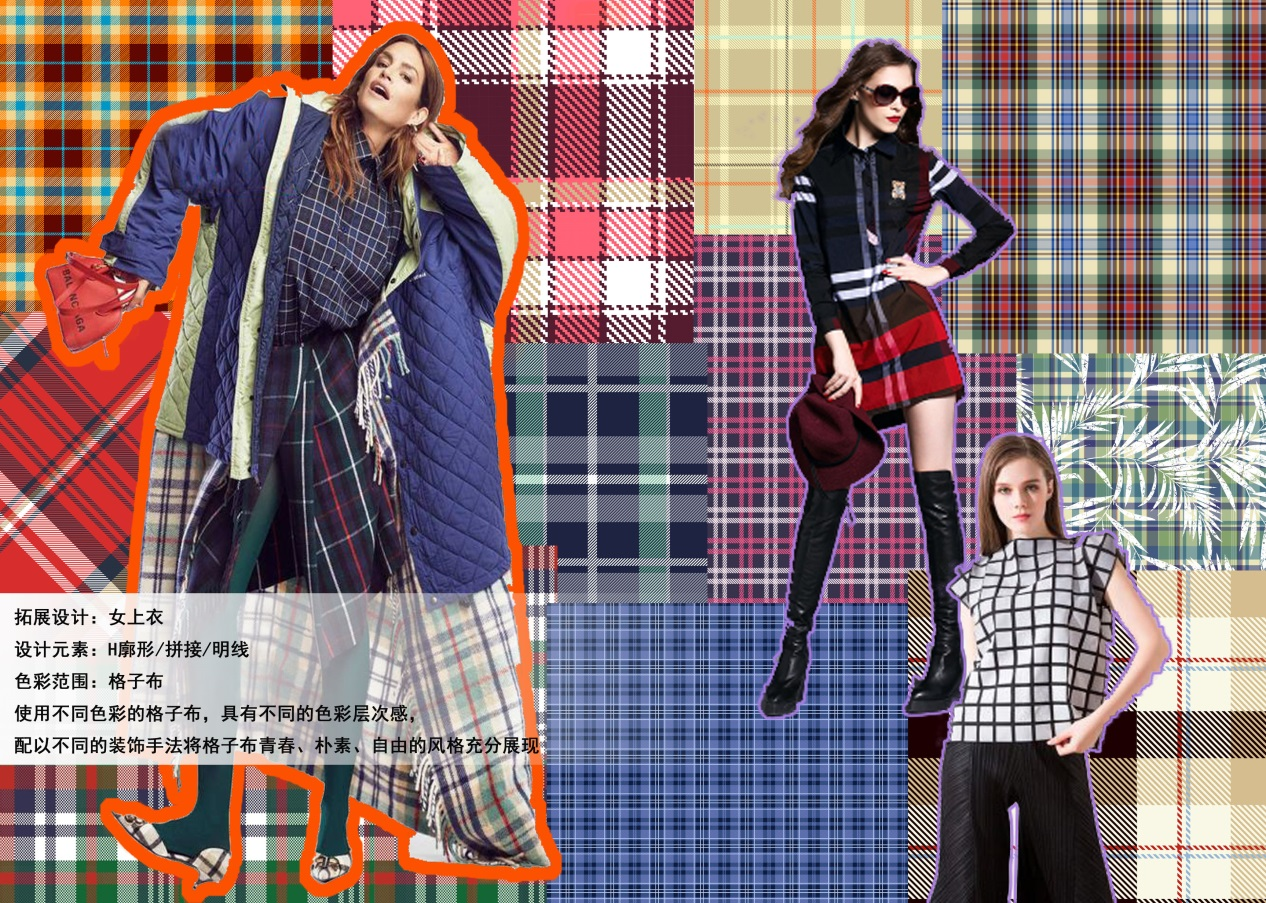 拓展设计：女上衣
设计元素：H廓形/拼接/明线
色彩范围：格子布
使用不同色彩的格子布，具有不同的色彩层次感，
配以不同的装饰手法将格子布青春、朴素、自由的风格充分展现